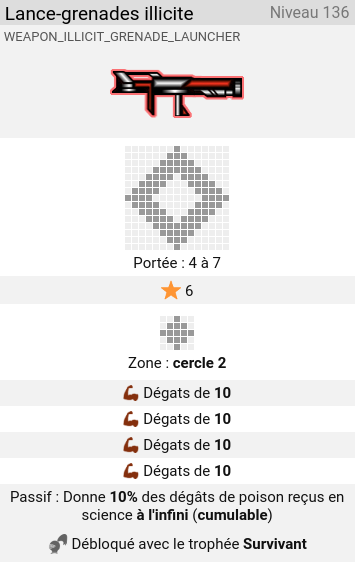 Lance-grenades illicite Niveau 136
WEAPON_ILLICIT_GRENADE_LAUNCHER
Portée : 4 à 7
6
Zone : cercle 2
Dégats de 10
Dégats de 10
Dégats de 10
Dégats de 10
Passif : Donne 10% des dégâts de poison reçus en
science à l'infini (cumulable)
Débloqué avec le trophée Survivant